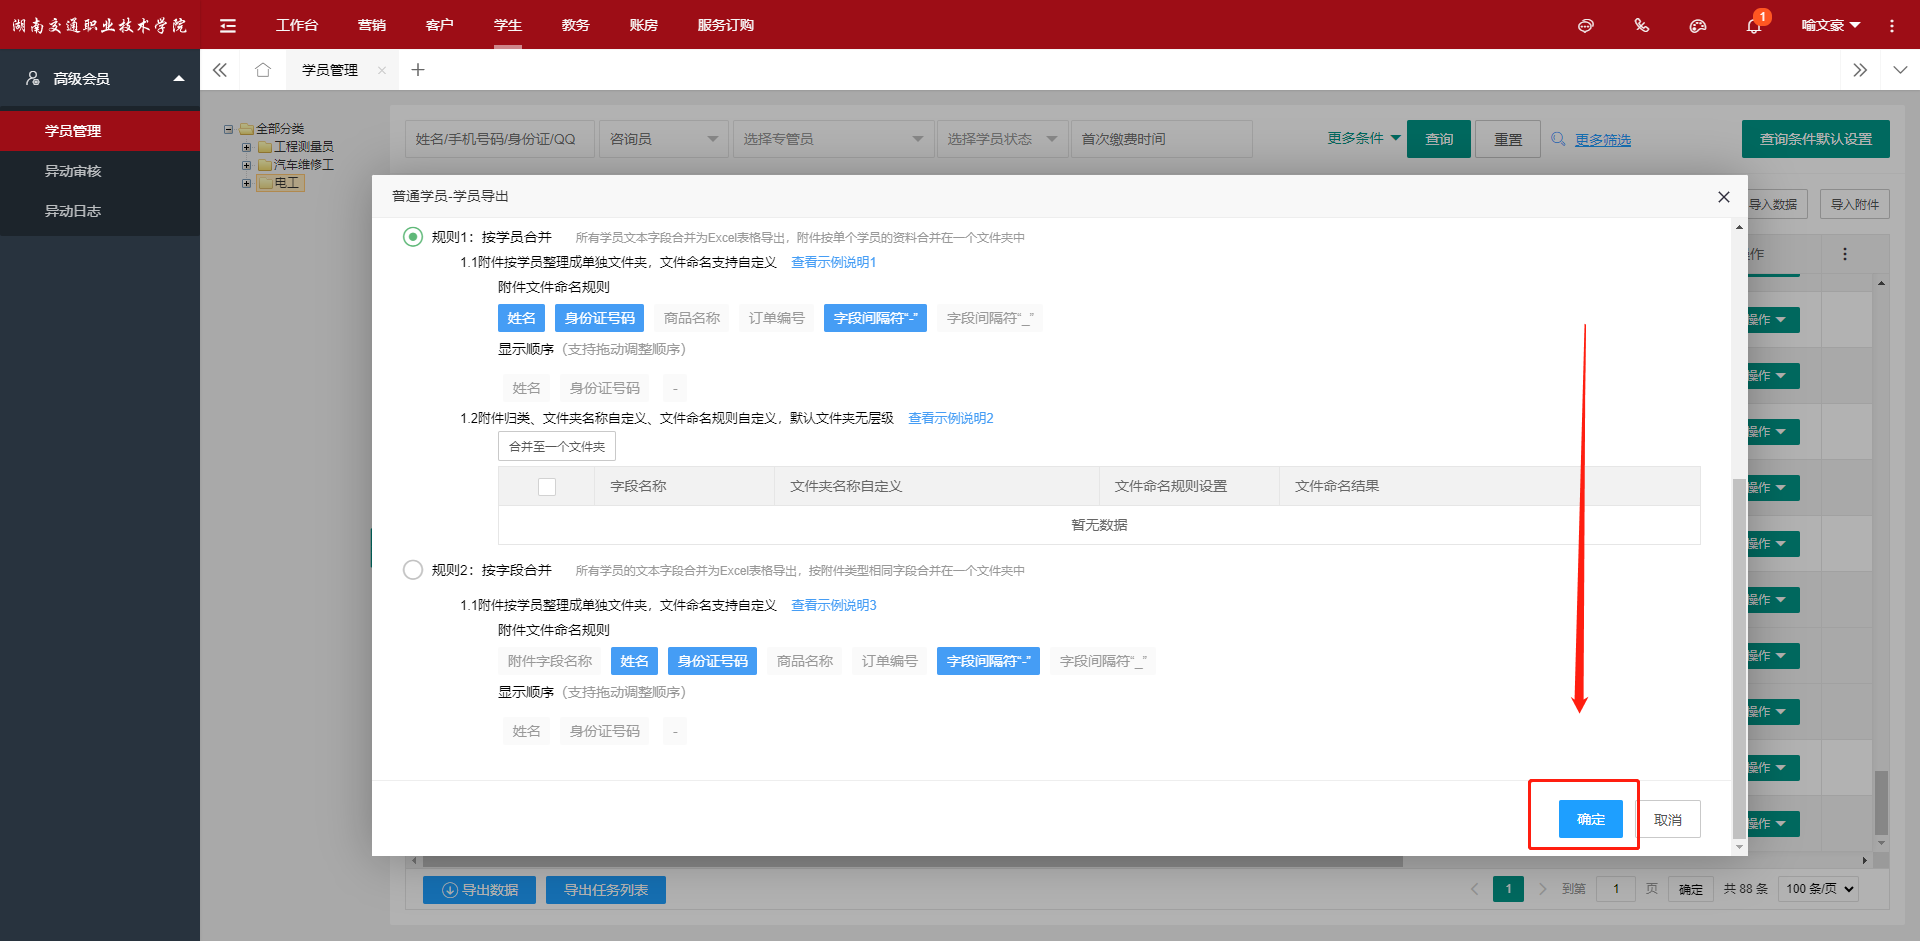 湖南交通职业技术学院
工作台 营销 客户 学生 教务 账房 服务订购
1
喻文豪
高级会员
学员管理
学员管理
异动审核
异动日志
全部分类
工程测量员
汽车维修工
电工
姓名/手机号码/身份证/QQ 咨询员 选择专管员 选择学员状态 首次缴费时间 更多条件 查询 重置 更多筛选 查询条件默认设置
导入数据 导入附件
普通学员-学员导出
作
规则1：按学员合并 所有学员文本字段合并为Excel表格导出，附件按单个学员的资料合并在一个文件夹中
1.1附件按学员整理成单独文件夹，文件命名支持自定义 查看示例说明1
附件文件命名规则
姓名 身份证号码 商品名称 订单编号 字段间隔符“-” 字段间隔符“_”
显示顺序（支持拖动调整顺序）
姓名 身份证号码 -
1.2附件归类、文件夹名称自定义、文件命名规则自定义，默认文件夹无层级 查看示例说明2
合并至一个文件夹
字段名称 文件夹名称自定义 文件命名规则设置 文件命名结果
暂无数据
规则2：按字段合并 所有学员的文本字段合并为Excel表格导出，按附件类型相同字段合并在一个文件夹中
1.1附件按学员整理成单独文件夹，文件命名支持自定义 查看示例说明3
附件文件命名规则
附件字段名称 姓名 身份证号码 商品名称 订单编号 字段间隔符“-” 字段间隔符“_”
显示顺序（支持拖动调整顺序）
姓名 身份证号码 -
确定 取消
操作
操作
操作
操作
操作
操作
操作
操作
操作
操作
导出数据 导出任务列表
1 到第 1 页 确定 共 88 条 100 条/页